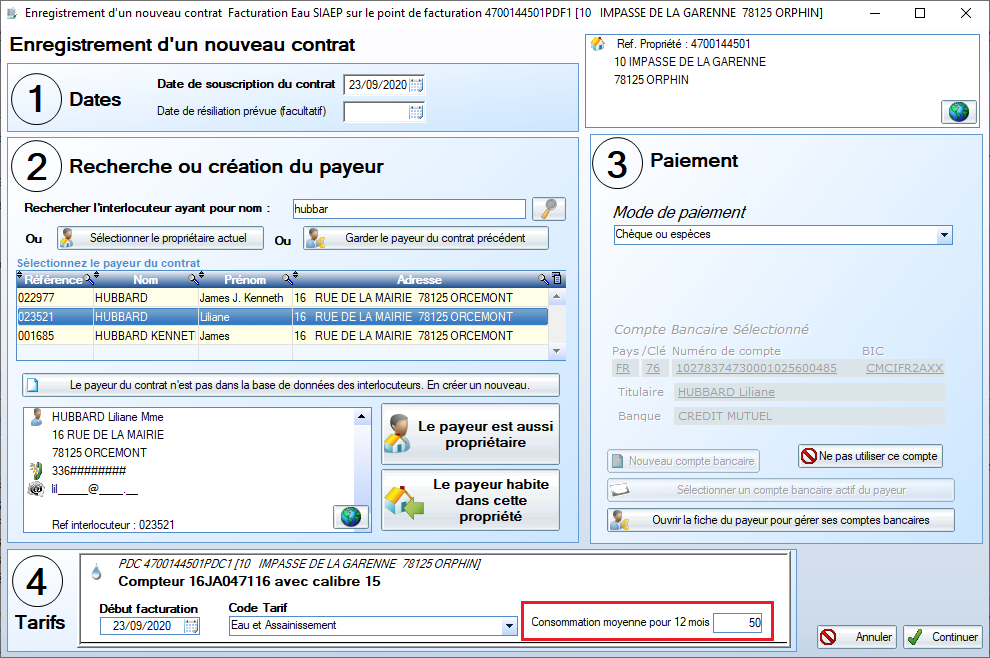 Enregistrement d'un nouveau contrat Facturation Eau SIAEP sur le point de facturation 4700144501PDF1 [10 IMPASSE DE LA GARENNE 78125 ORPHIN]
Enregistrement d'un nouveau contrat
1 Dates
Date de souscription du contrat 23/09/2020
Date de résiliation prévue (facultatif)
Ref. Propriété : 4700144501
10 IMPASSE DE LA GARENNE
78125 ORPHIN
2 Recherche ou création du payeur
Rechercher l'interlocuteur ayant pour nom : hubbar
Ou Sélectionner le propriétaire actuel Ou Garder le payeur du contrat précédent
Sélectionnez le payeur du contrat
Référence Nom Prénom Adresse
022977 HUBBARD James J. Kenneth 16 RUE DE LA MAIRIE 78125 ORCEMONT
023521 HUBBARD Liliane 16 RUE DE LA MAIRIE 78125 ORCEMONT
001685 HUBBARD KENNET James 16 RUE DE LA MAIRIE 78125 ORCEMONT
Le payeur du contrat n'est pas dans la base de données des interlocuteurs. En créer un nouveau.
HUBBARD Liliane Mme
16 RUE DE LA MAIRIE
78125 ORCEMONT
336########
lil_____@____.__
Ref interlocuteur : 023521
Le payeur est aussi
propriétaire
Le payeur habite
dans cette
propriété
3 Paiement
Mode de paiement
Chèque ou espèces
Compte Bancaire Sélectionné
Pays /Clé Numéro de compte BIC
FR 76 10278374730001025600485 CMCIFR2AXX
Titulaire HUBBARD Liliane
Banque CREDIT MUTUEL
Nouveau compte bancaire Ne pas utiliser ce compte
Sélectionner un compte bancaire actif du payeur
Ouvrir la fiche du payeur pour gérer ses comptes bancaires
4 Tarifs
PDC 4700144501PDC1 [10 IMPASSE DE LA GARENNE 78125 ORPHIN]
Compteur 16JA047116 avec calibre 15
Début facturation Code Tarif
23/09/2020 Eau et Assainissement Consommation moyenne pour 12 mois 50
Annuler Continuer